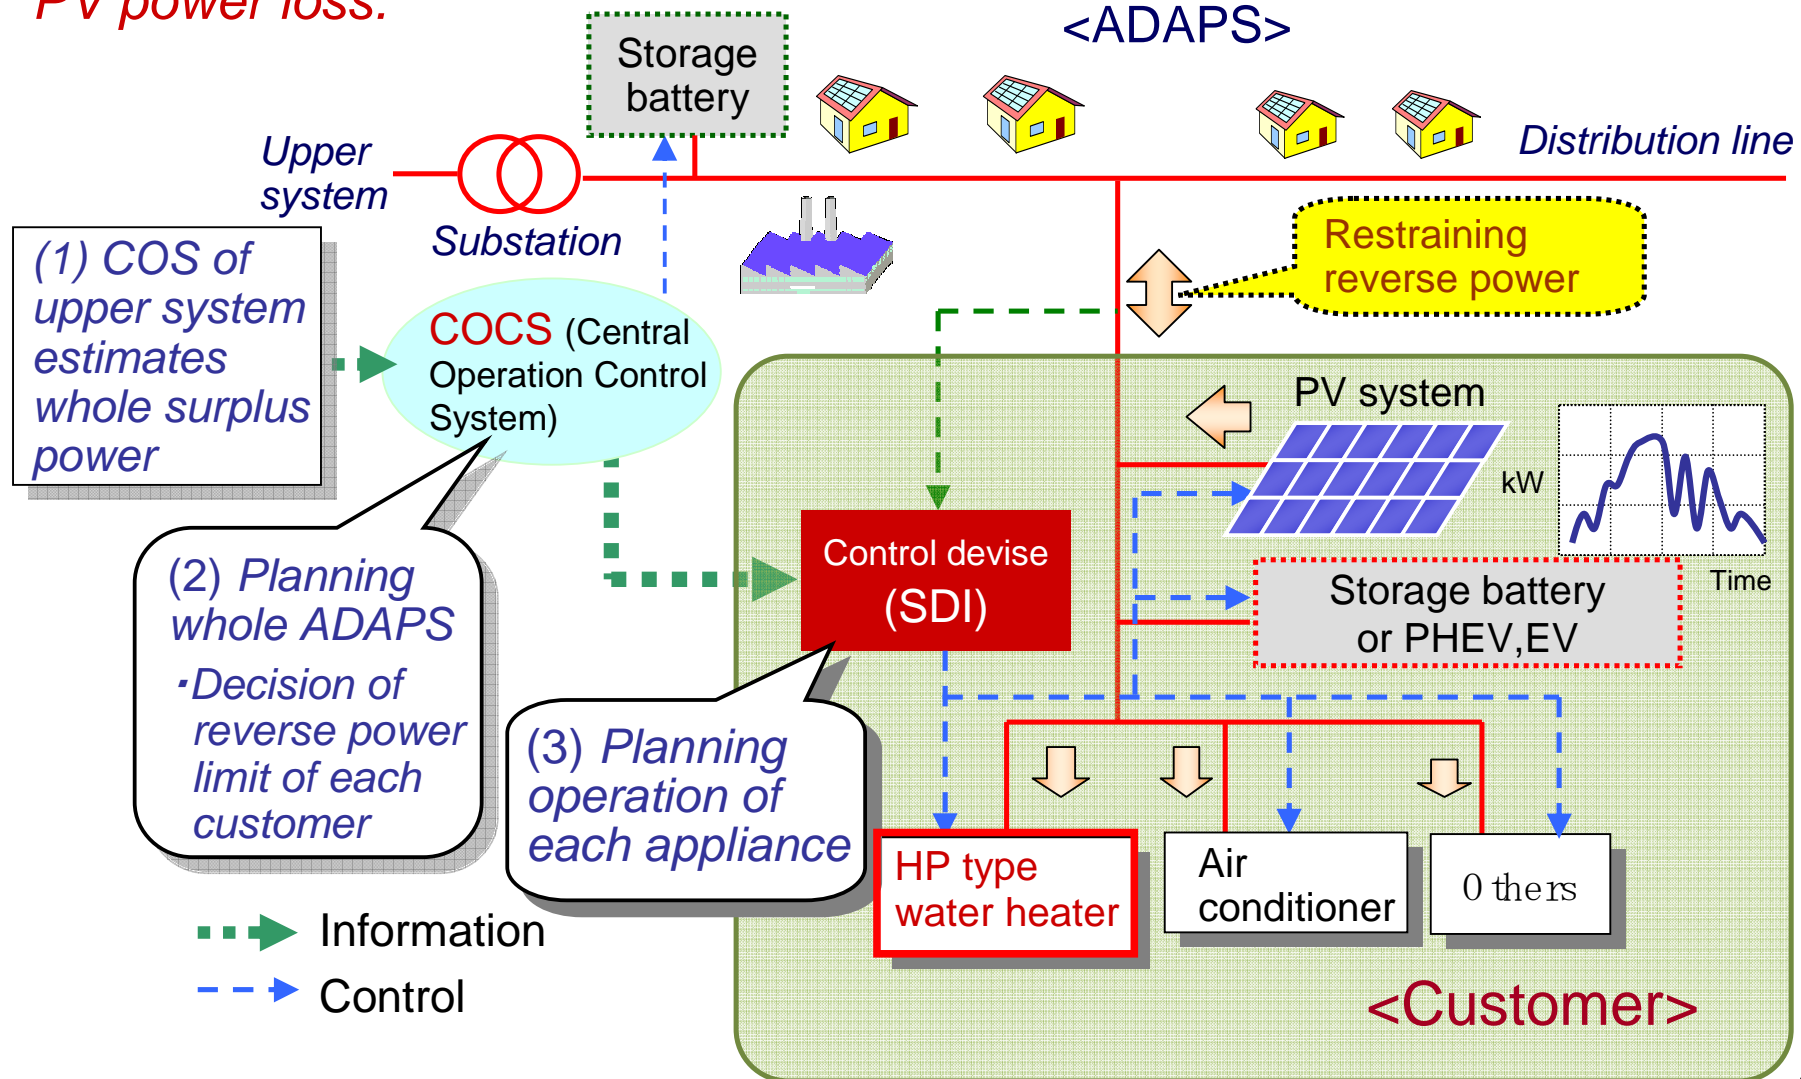 PV power loss.
<ADAPS>
Storage
battery
Upper
system
Substation
Distribution line
(1) COS of
upper system
estimates
whole surplus
power
COCS (Central
Operation Control
System)
Restraining
reverse power
PV system
kW
Time
Control devise
(SDI)
Storage battery
or PHEV,EV
(2) Planning
whole ADAPS
・Decision of
reverse power
limit of each
customer
(3) Planning
operation of
each appliance
HP type
water heater
Air
conditioner
Others
Information
Control
<Customer>